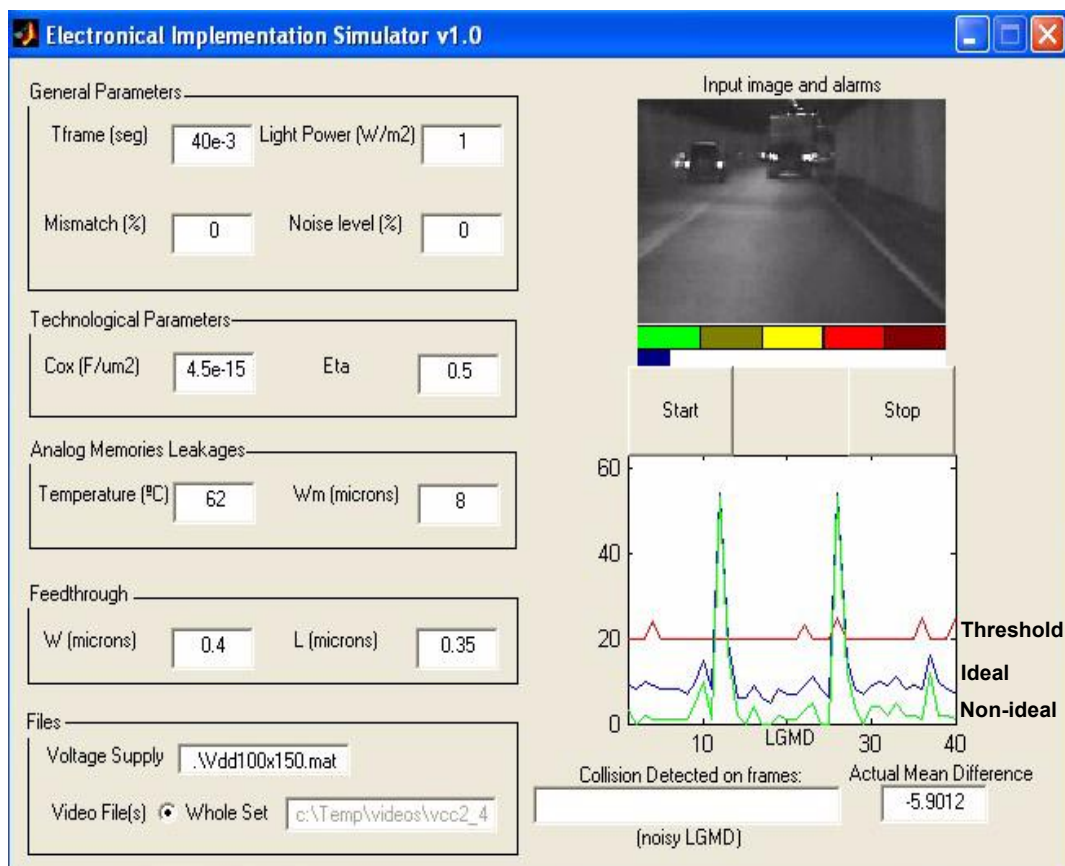 Electronical Implementation Simulator v1.0
General Parameters
Tframe (seg) 40e-3 Light Power (W/m2) 1
Mismatch (%) 0 Noise level (%) 0
Technological Parameters
Cox (F/um2) 4.5e-15 Eta 0.5
Analog Memories Leakages
Temperature (ºC) 62 Wm (microns) 8
Feedthrough
W (microns) 0.4 L (microns) 0.35
Files
Voltage Supply .\Vdd100x150.mat
Video File(s) Whole Set c:\Temp\videos\vcc2_4
Input image and alarms
Start Stop
60
40
20
0
Threshold
Ideal
Non-ideal
10 LGMD 30 40
Collision Detected on frames: Actual Mean Difference
-5.9012
(noisy LGMD)